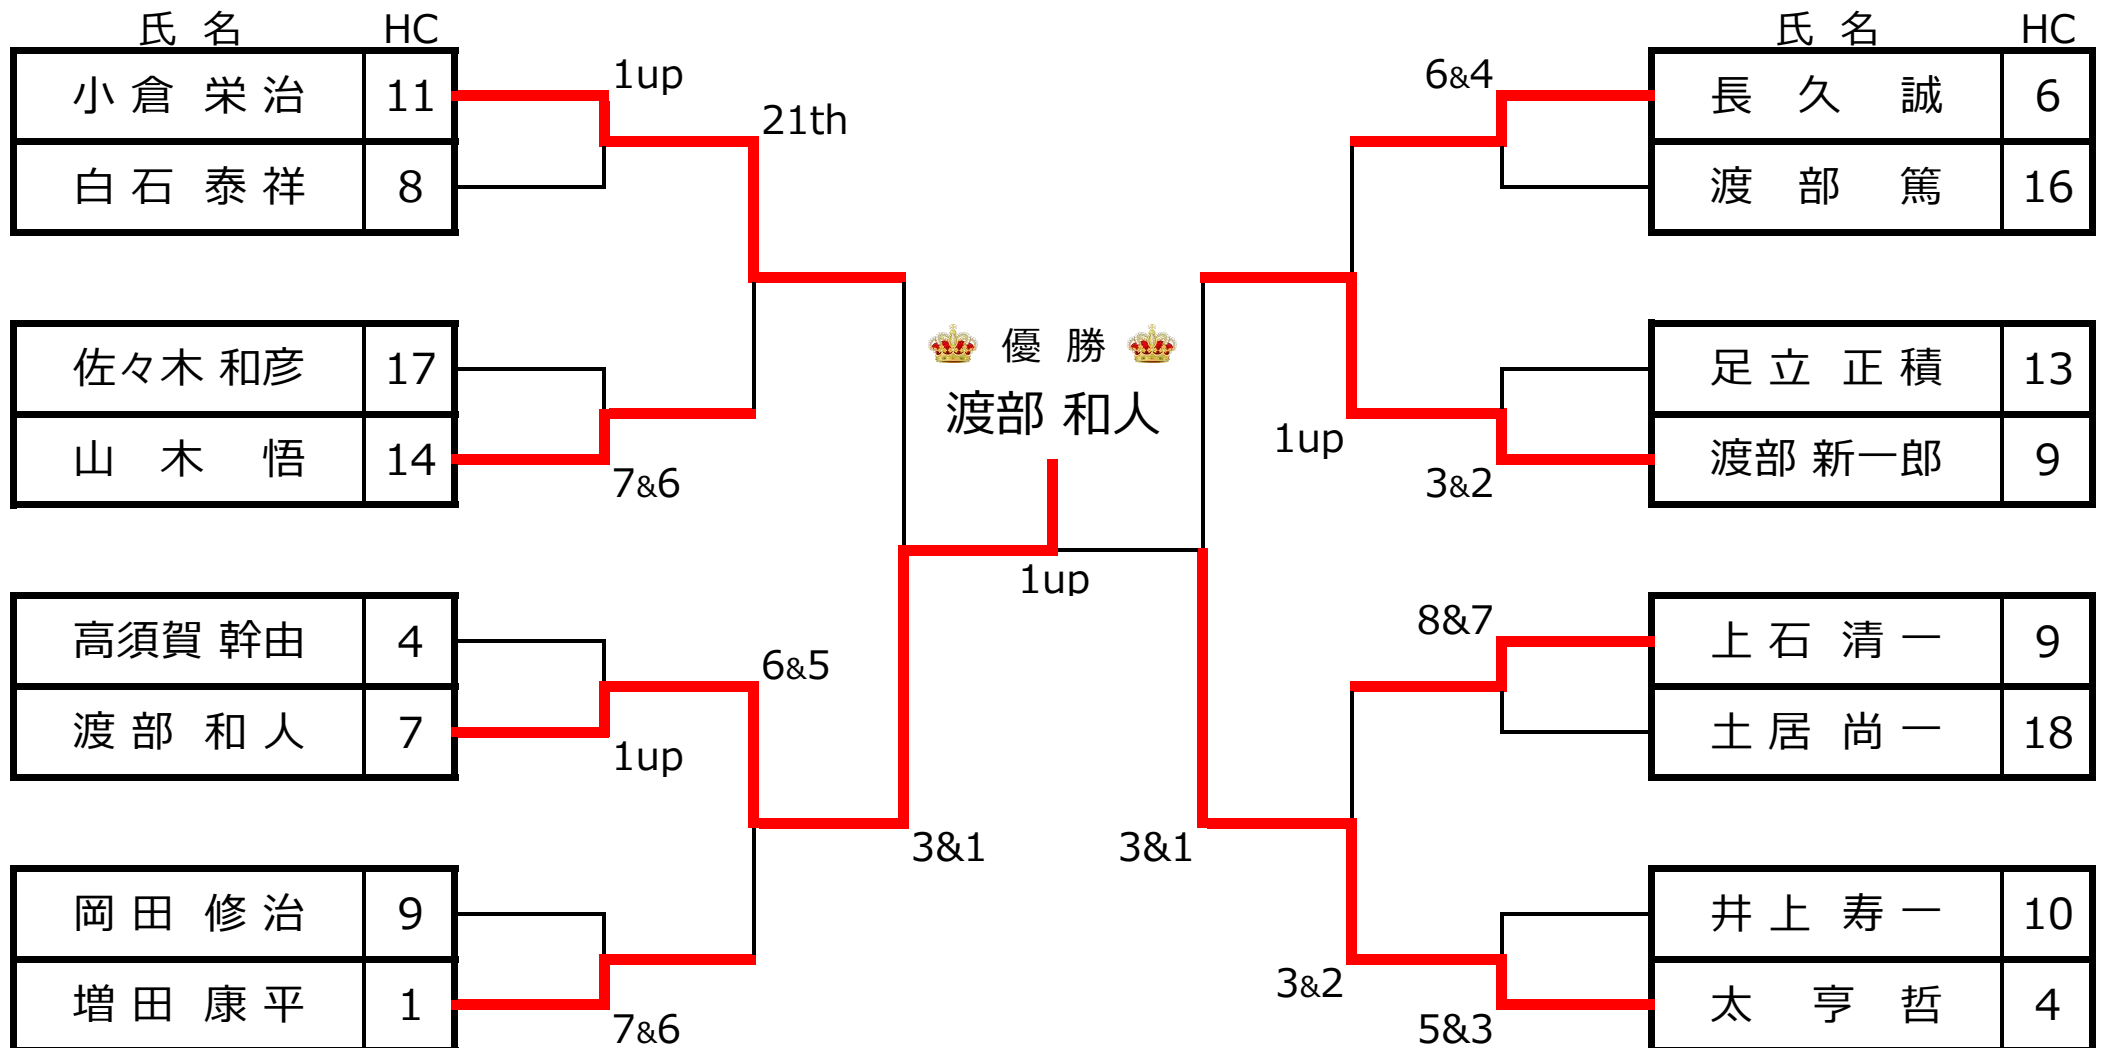 氏 名 HC
小 倉 栄 治 11
白 石 泰 祥 8
佐々木 和彦 17
山 木 悟 14
高須賀 幹由 4
渡 部 和 人 7
岡 田 修 治 9
増 田 康 平 1
1up
21th
7&6
6&5
1up
7&6
3&1
優 勝
渡部 和人
1up
3&1
6&4
1up
3&2
8&7
3&2
5&3
氏 名 HC
長 久 誠 6
渡 部 篤 16
足 立 正 積 13
渡部 新一郎 9
上 石 清 一 9
土 居 尚 一 18
井 上 寿 一 10
太 亨 哲 4